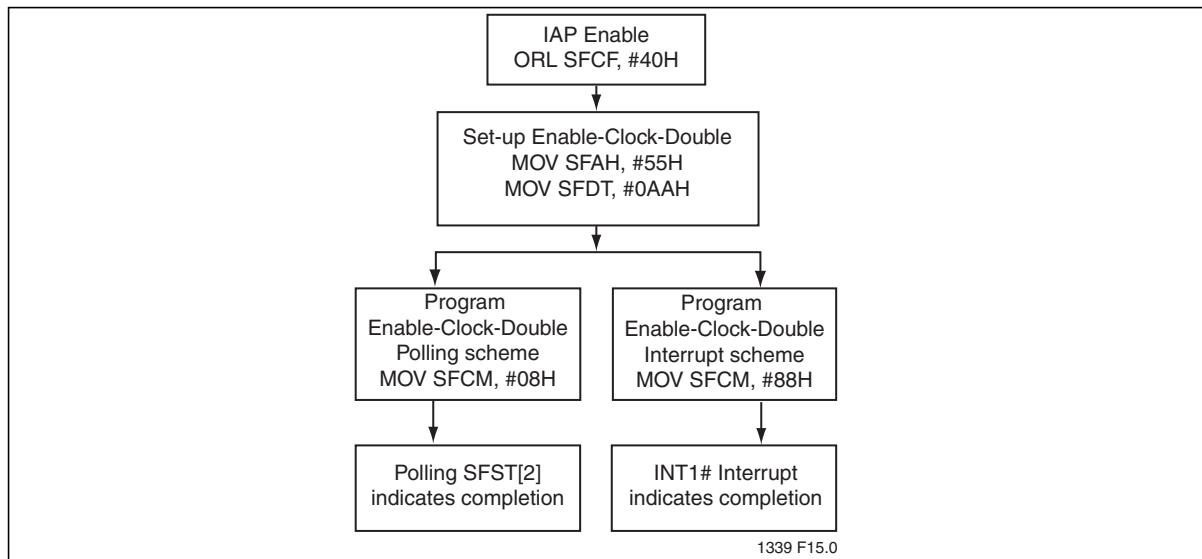 IAP Enable
ORL SFCF, #40H
Set-up Enable-Clock-Double
MOV SFAH, #55H
MOV SFDT, #0AAH
Program
Enable-Clock-Double
Polling scheme
MOV SFCM, #08H
Program
Enable-Clock-Double
Interrupt scheme
MOV SFCM, #88H
Polling SFST[2]
indicates completion
INT1# Interrupt
indicates completion
1339 F15.0